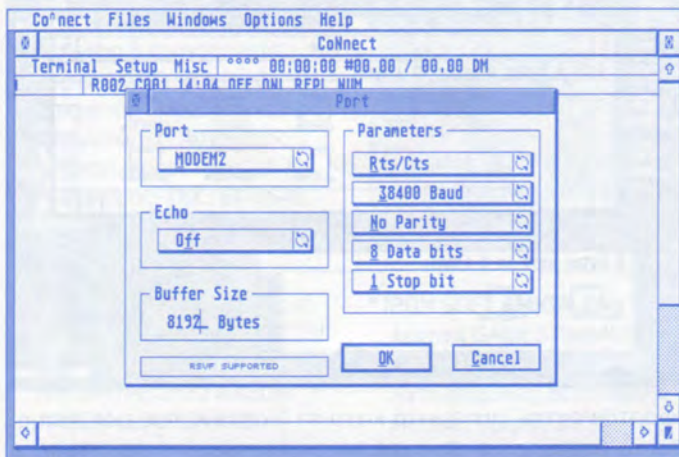 Co^nnect Files Windows Options Help
CoNnect
Terminal Setup Misc °°°° 00:00:00 #00.00 / 00.00 DM
R002 C001 14:04 OFF ONL REPL NUM
Port
Port
MODEM2
Echo
Off
Buffer Size
8192 Bytes
RSVF SUPPORTED
Parameters
Rts/Cts
38400 Baud
No Parity
8 Data bits
1 Stop bit
OK
Cancel